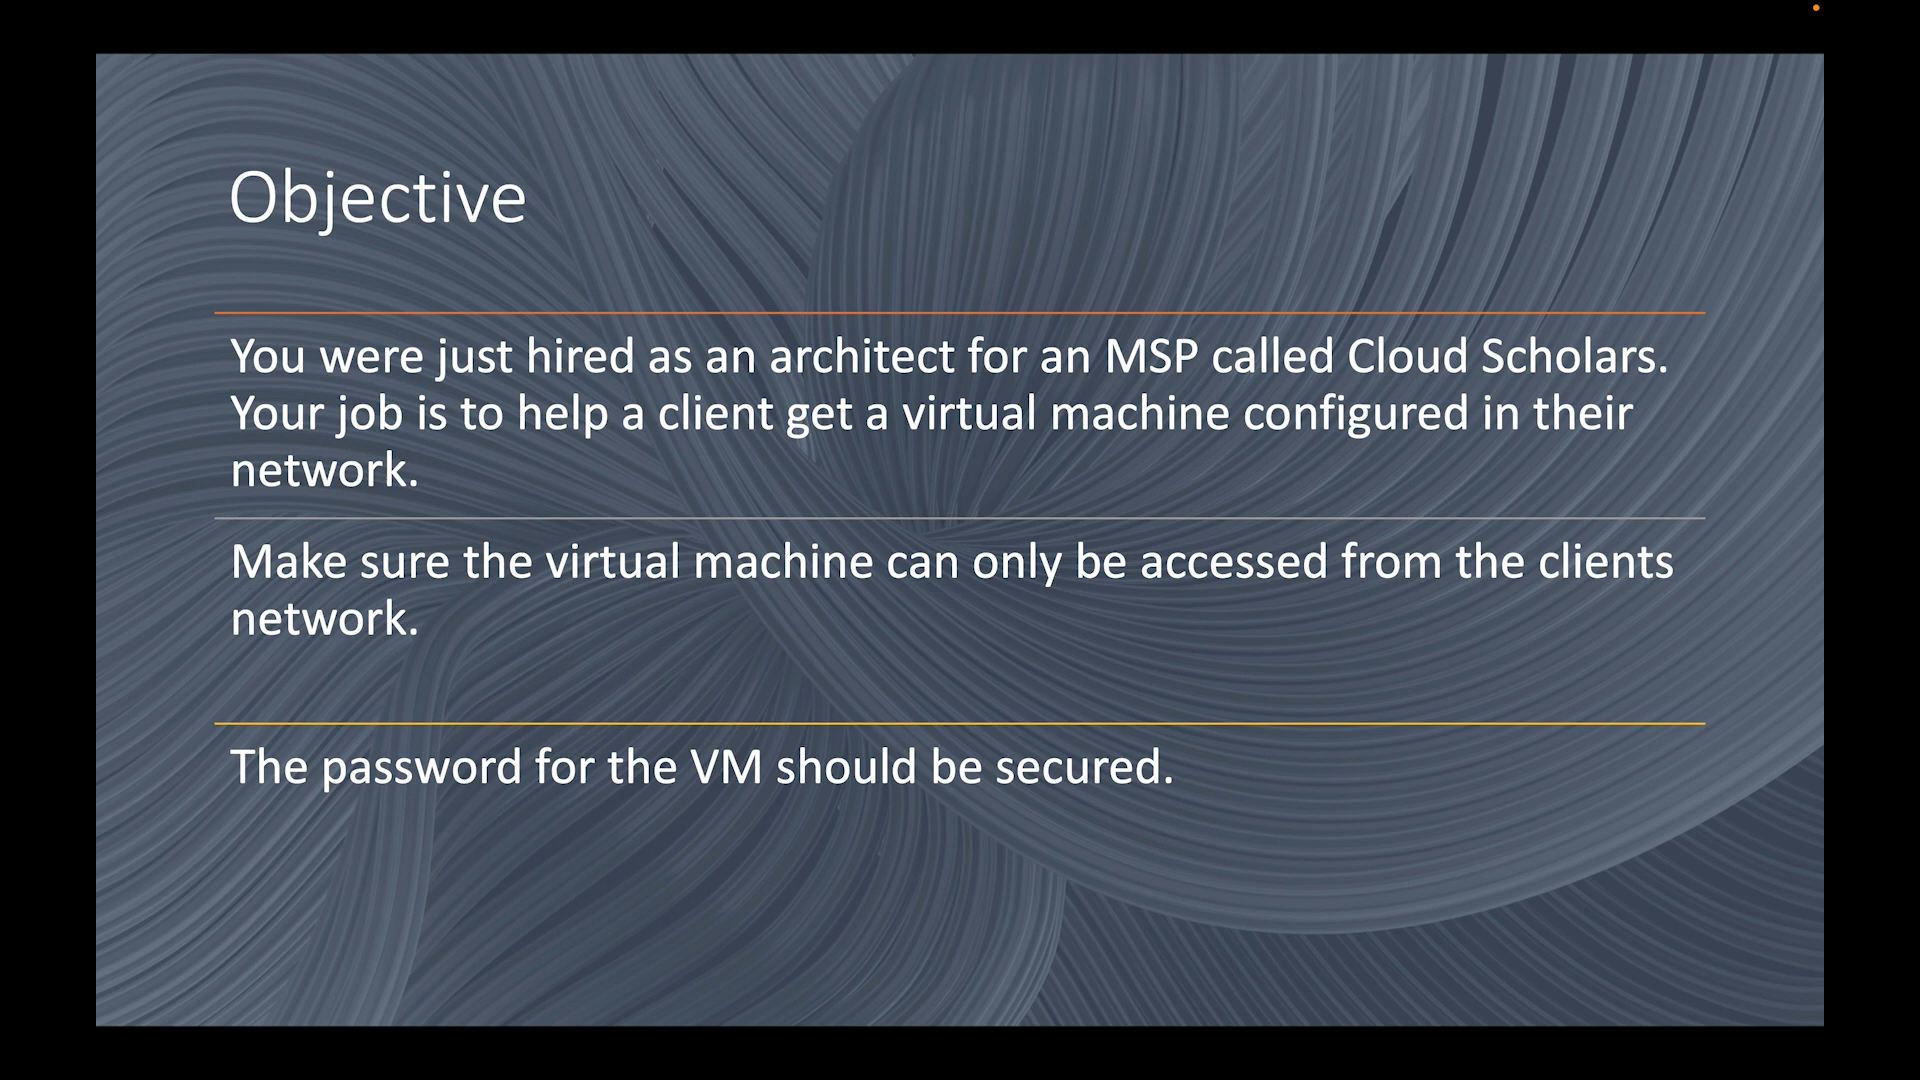 Objective
You were just hired as an architect for an MSP called Cloud Scholars.
Your job is to help a client get a virtual machine configured in their
network.
Make sure the virtual machine can only be accessed from the clients
network.
The password for the VM should be secured.